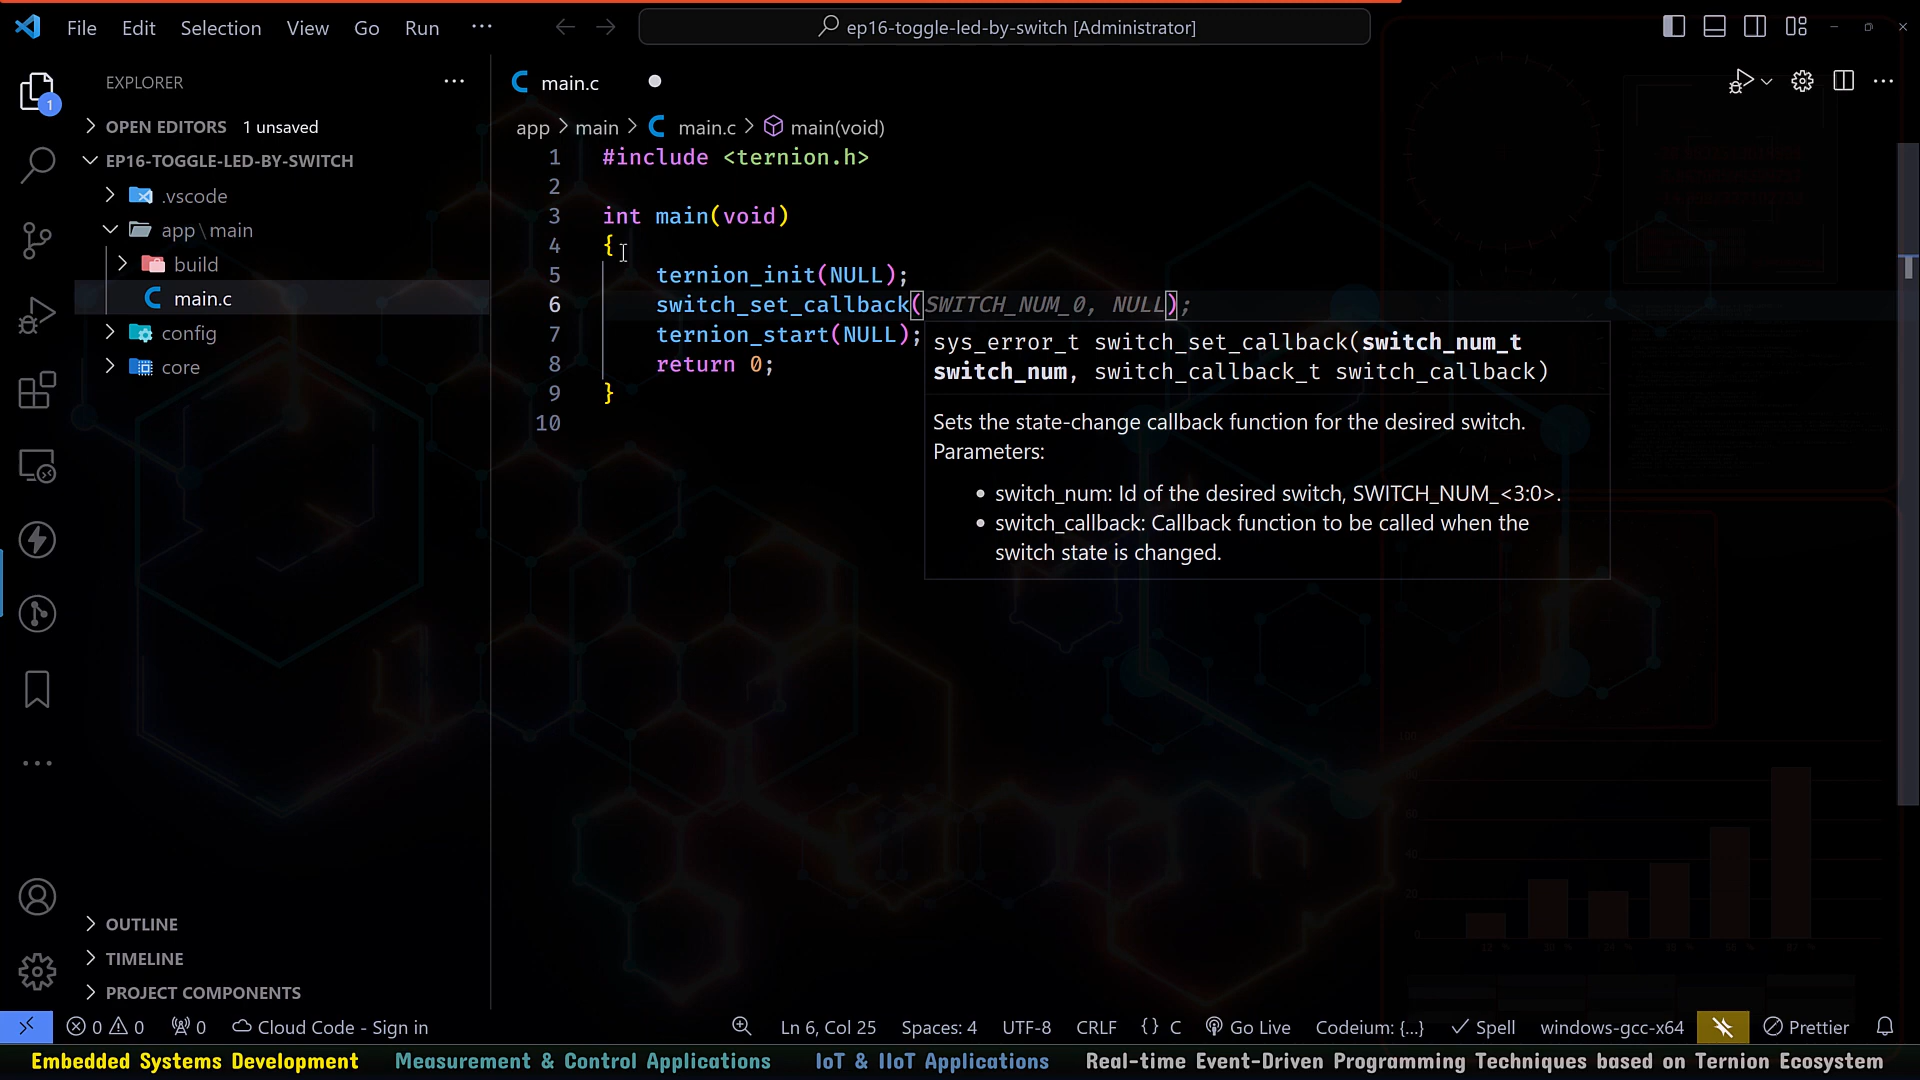 File Edit Selection View Go Run ···
ep16-toggle-led-by-switch [Administrator]
EXPLORER
main.c
OPEN EDITORS 1 unsaved
app > main > main.c > main(void)
EP16-TOGGLE-LED-BY-SWITCH
.vscode
app\main
build
main.c
config
core
1 #include <ternion.h>
2
3 int main(void)
4 {
5 ternion_init(NULL);
6 switch_set_callback(SWITCH_NUM_0, NULL);
7 ternion_start(NULL);
8 return 0;
9 }
10
sys_error_t switch_set_callback(switch_num_t
switch_num, switch_callback_t switch_callback)
Sets the state-change callback function for the desired switch.
Parameters:
• switch_num: Id of the desired switch, SWITCH_NUM_<3:0>.
• switch_callback: Callback function to be called when the
switch state is changed.
1
OUTLINE
TIMELINE
PROJECT COMPONENTS
0 0 0 Cloud Code - Sign in Ln 6, Col 25 Spaces: 4 UTF-8 CRLF {} C Go Live Codeium: {...} Spell windows-gcc-x64 Prettier
Embedded Systems Development Measurement & Control Applications IoT & IIoT Applications Real-time Event-Driven Programming Techniques based on Ternion Ecosystem